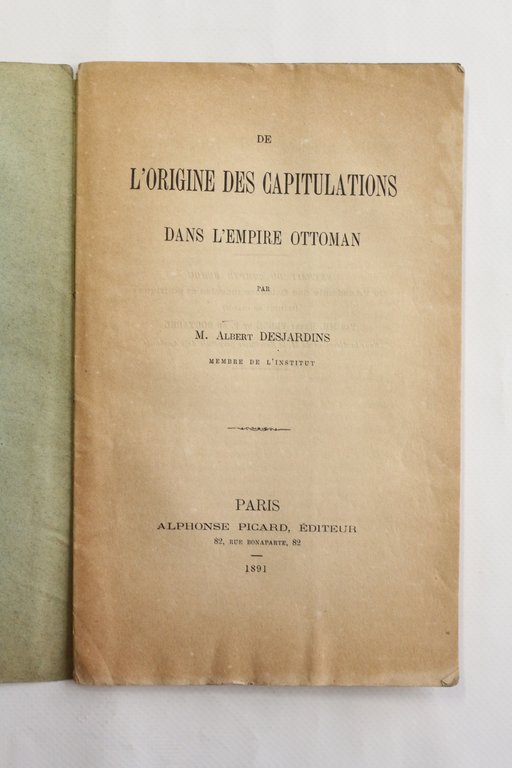 DE
L'ORIGINE DES CAPITULATIONS
DANS L'EMPIRE OTTOMAN
PAR
M. ALBERT DESJARDINS
MEMBRE DE L'INSTITUT
PARIS
ALPHONSE PICARD, ÉDITEUR
82, RUE BONAPARTE, 82
1891